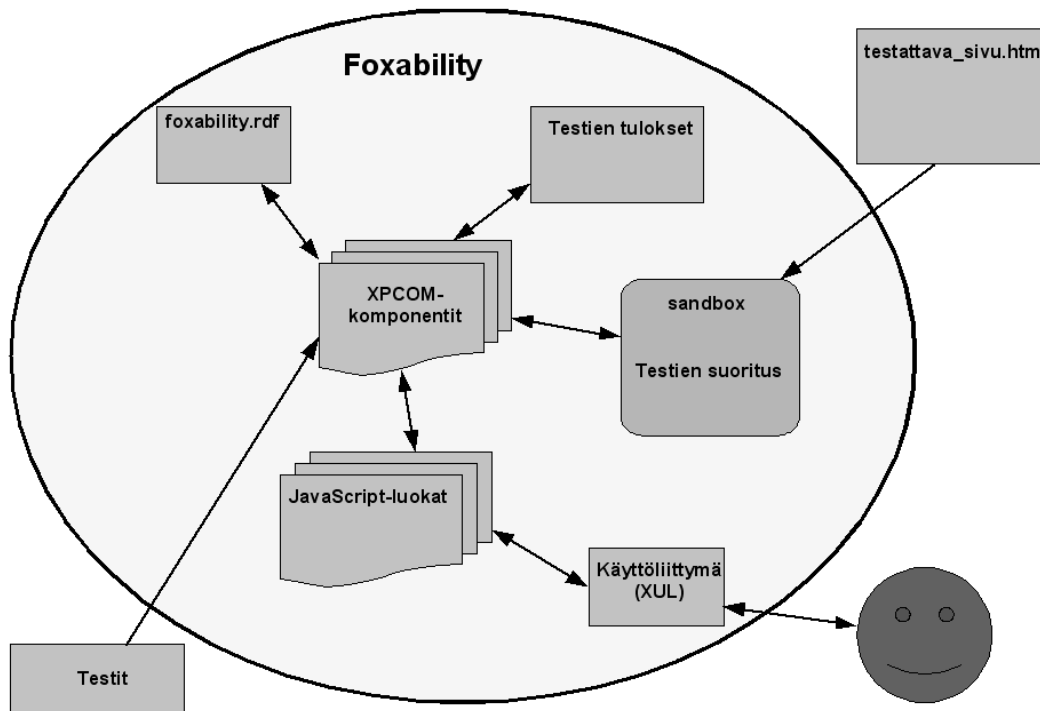 Foxability
testattava_sivu.htm
foxability.rdf
Testien tulokset
XPCOM-
komponentit
sandbox
Testien suoritus
JavaScript-luokat
Käyttöliittymä
(XUL)
Testit